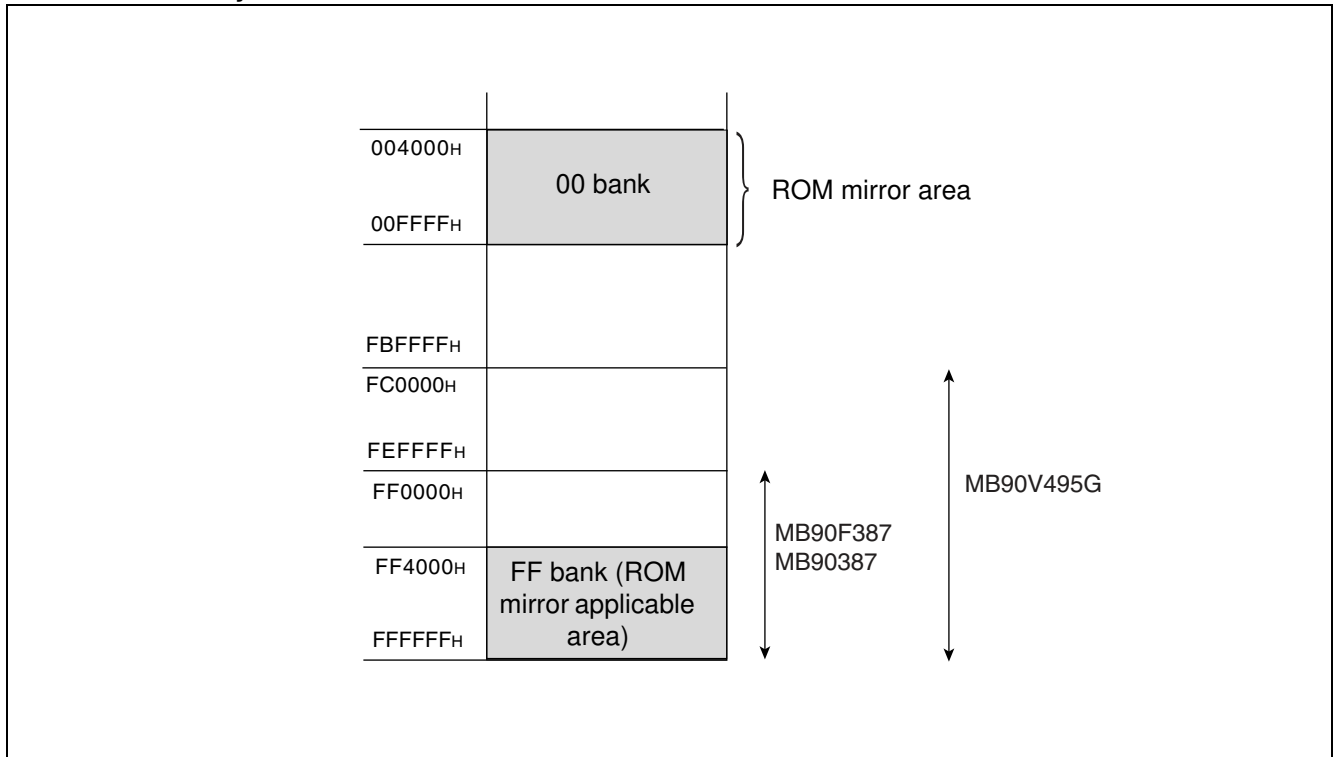 004000H
00 bank
ROM mirror area
00FFFFH
FBFFFFH
FC0000H
FEFFFFH
FF0000H
MB90V495G
MB90F387
MB90387
FF4000H
FF bank (ROM
mirror applicable
area)
FFFFFFH